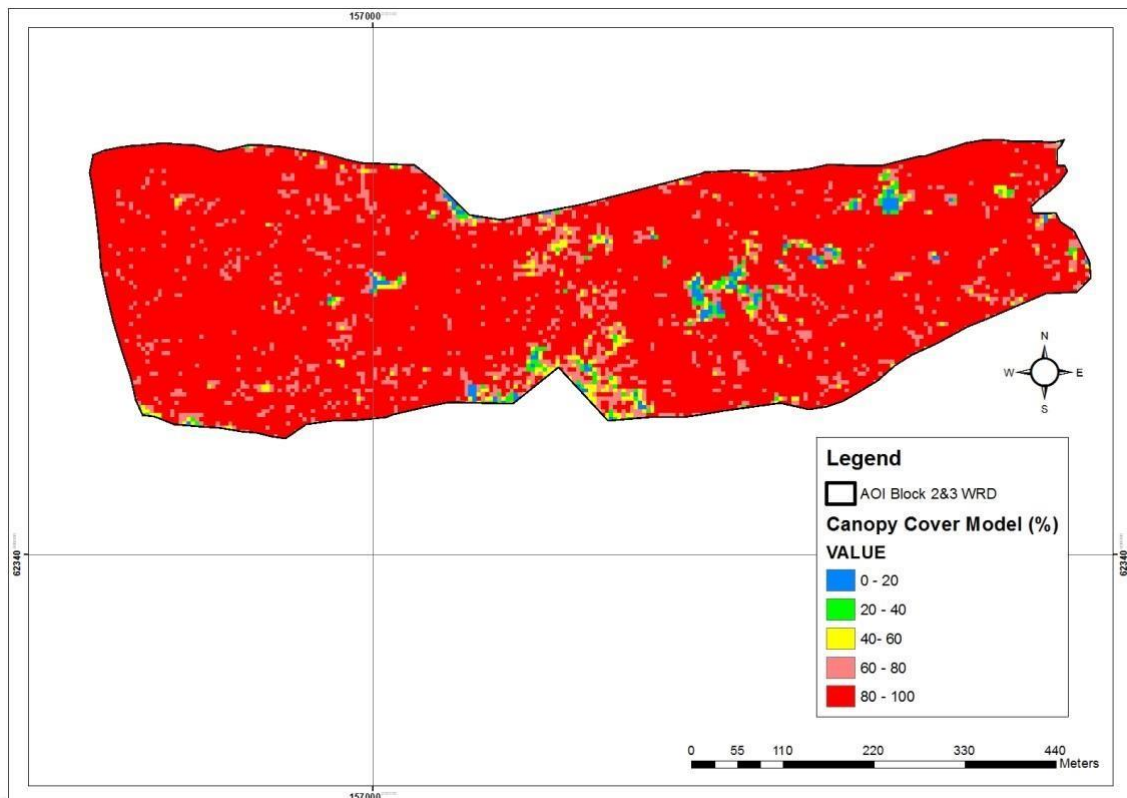 157000
N
W E
S
Legend
AOI Block 2&3 WRD
Canopy Cover Model (%)
VALUE
0 - 20
20 - 40
40- 60
60 - 80
80 - 100
62340
62340
0 55 110 220 330 440
Meters
157000